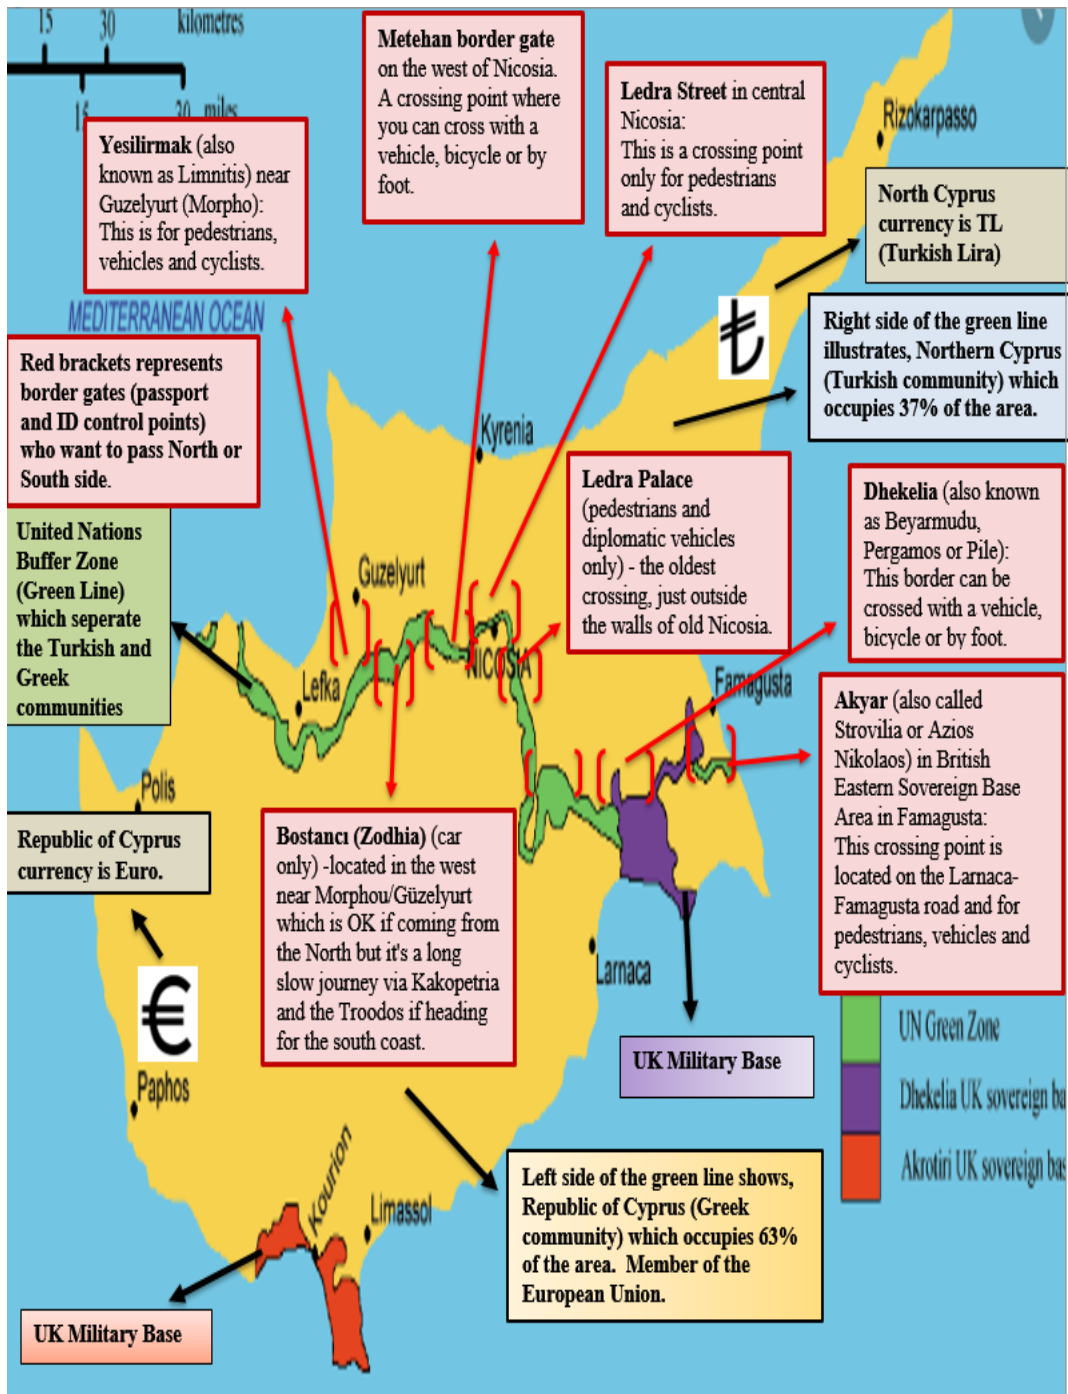 15 30 kilometres
15 30 miles
Metehan border gate
on the west of Nicosia.
A crossing point where
you can cross with a
vehicle, bicycle or by
foot.
Ledra Street in central
Nicosia:
This is a crossing point
only for pedestrians
and cyclists.
Rizokarpasso
Yesilirmak (also
known as Limnitis) near
Guzelyurt (Morpho):
This is for pedestrians,
vehicles and cyclists.
North Cyprus
currency is TL
(Turkish Lira)
MEDITERRANEAN OCEAN
₺
Right side of the green line
illustrates, Northern Cyprus
(Turkish community) which
occupies 37% of the area.
Red brackets represents
border gates (passport
and ID control points)
who want to pass North or
South side.
Kyrenia
Ledra Palace
(pedestrians and
diplomatic vehicles
only) - the oldest
crossing, just outside
the walls of old Nicosia.
Dhekelia (also known
as Beyarmudu,
Pergamos or Pile):
This border can be
crossed with a vehicle,
bicycle or by foot.
United Nations
Buffer Zone
(Green Line)
which seperate
the Turkish and
Greek
communities
Guzelyurt
Lefka
NICOSIA
Famagusta
Akyar (also called
Strovilia or Azios
Nikolaos) in British
Eastern Sovereign Base
Area in Famagusta:
This crossing point is
located on the Larnaca-
Famagusta road and for
pedestrians, vehicles and
cyclists.
Polis
Republic of Cyprus
currency is Euro.
Bostancı (Zodhia) (car
only) -located in the west
near Morphou/Güzelyurt
which is OK if coming from
the North but it's a long
slow journey via Kakopetria
and the Troodos if heading
for the south coast.
Larnaca
€
Paphos
UK Military Base
UN Green Zone
Dhekelia UK sovereign ba
Akrotiri UK sovereign bas
Kourion
Limassol
Left side of the green line shows,
Republic of Cyprus (Greek
community) which occupies 63%
of the area. Member of the
European Union.
UK Military Base